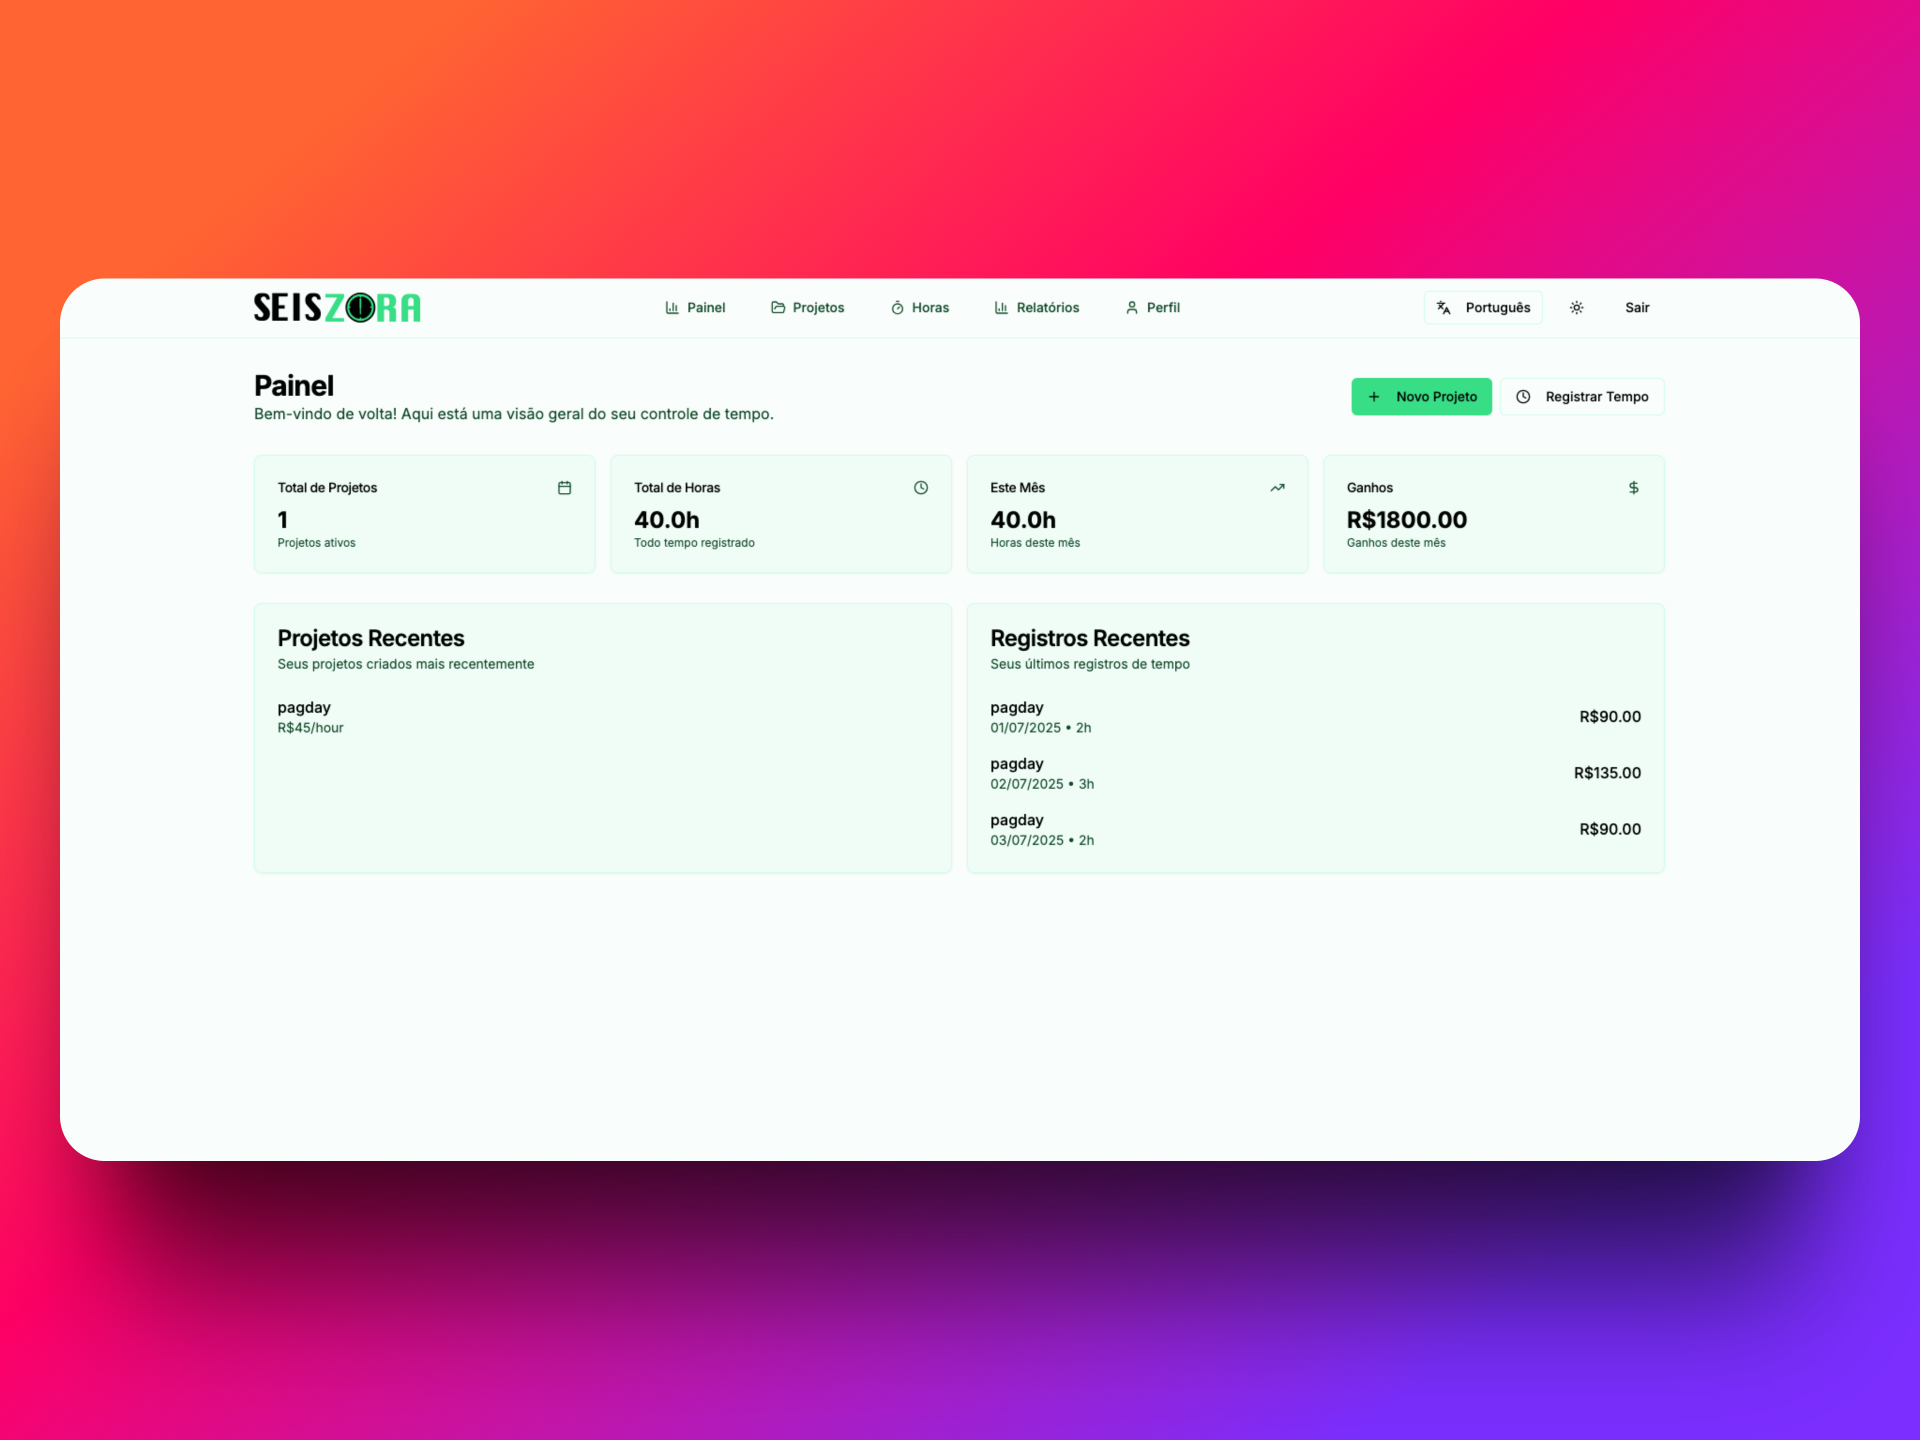 SEISZORA
Painel
Projetos
Horas
Relatórios
Perfil
Português
Sair
Painel
Bem-vindo de volta! Aqui está uma visão geral do seu controle de tempo.
Novo Projeto
Registrar Tempo
Total de Projetos
1
Projetos ativos
Total de Horas
40.0h
Todo tempo registrado
Este Mês
40.0h
Horas deste mês
Ganhos
R$1800.00
Ganhos deste mês
Projetos Recentes
Seus projetos criados mais recentemente
pagday
R$45/hour
Registros Recentes
Seus últimos registros de tempo
pagday
01/07/2025 • 2h
R$90.00
pagday
02/07/2025 • 3h
R$135.00
pagday
03/07/2025 • 2h
R$90.00